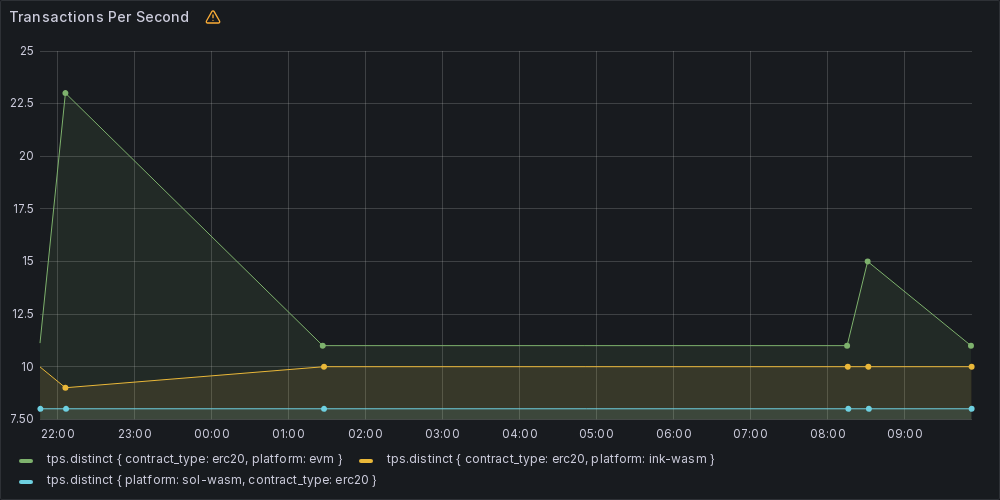 Transactions Per Second
25
22.5
20
17.5
15
12.5
10
7.50
22:00 23:00 00:00 01:00 02:00 03:00 04:00 05:00 06:00 07:00 08:00 09:00
tps.distinct { contract_type: erc20, platform: evm } tps.distinct { contract_type: erc20, platform: ink-wasm }
tps.distinct { platform: sol-wasm, contract_type: erc20 }